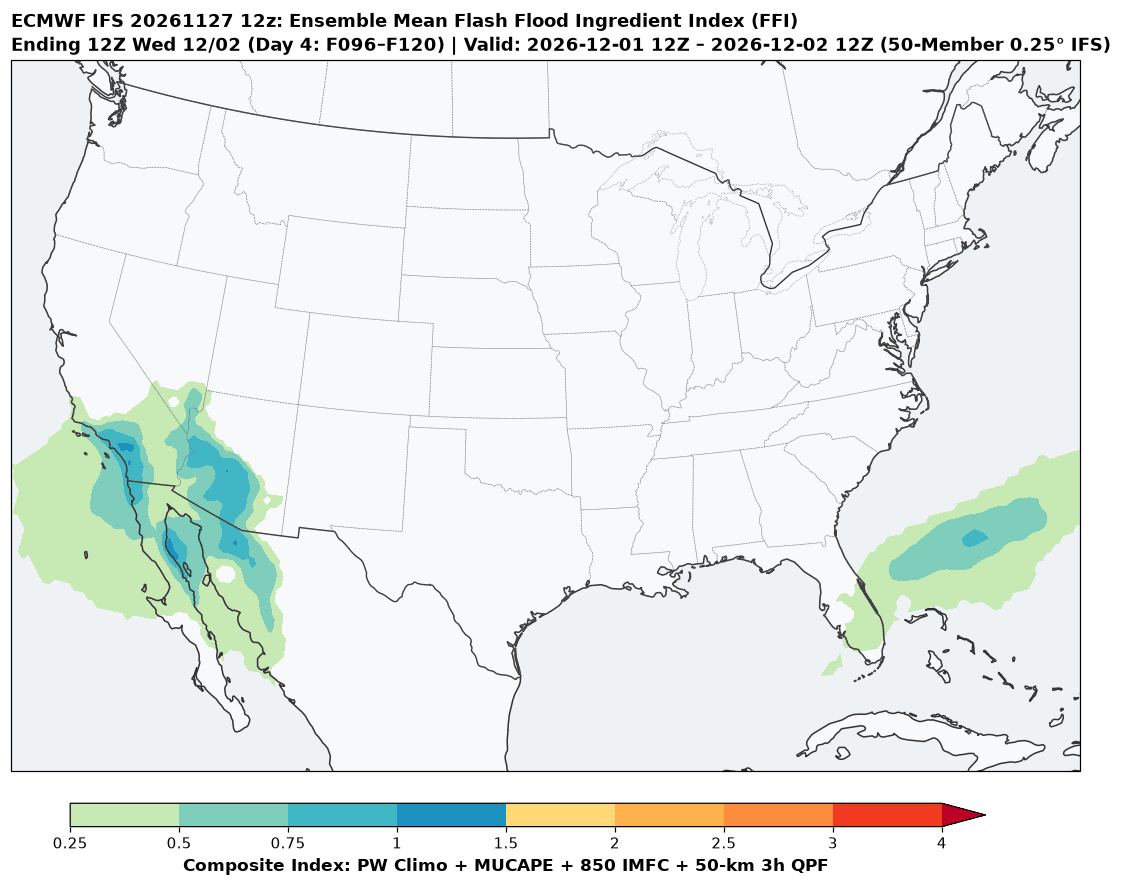 ECMWF IFS 20261127 12z: Ensemble Mean Flash Flood Ingredient Index (FFI)
Ending 12Z Wed 12/02 (Day 4: F096–F120) | Valid: 2026-12-01 12Z – 2026-12-02 12Z (50-Member 0.25° IFS)
0.25 0.5 0.75 1 1.5 2 2.5 3 4
Composite Index: PW Climo + MUCAPE + 850 IMFC + 50-km 3h QPF